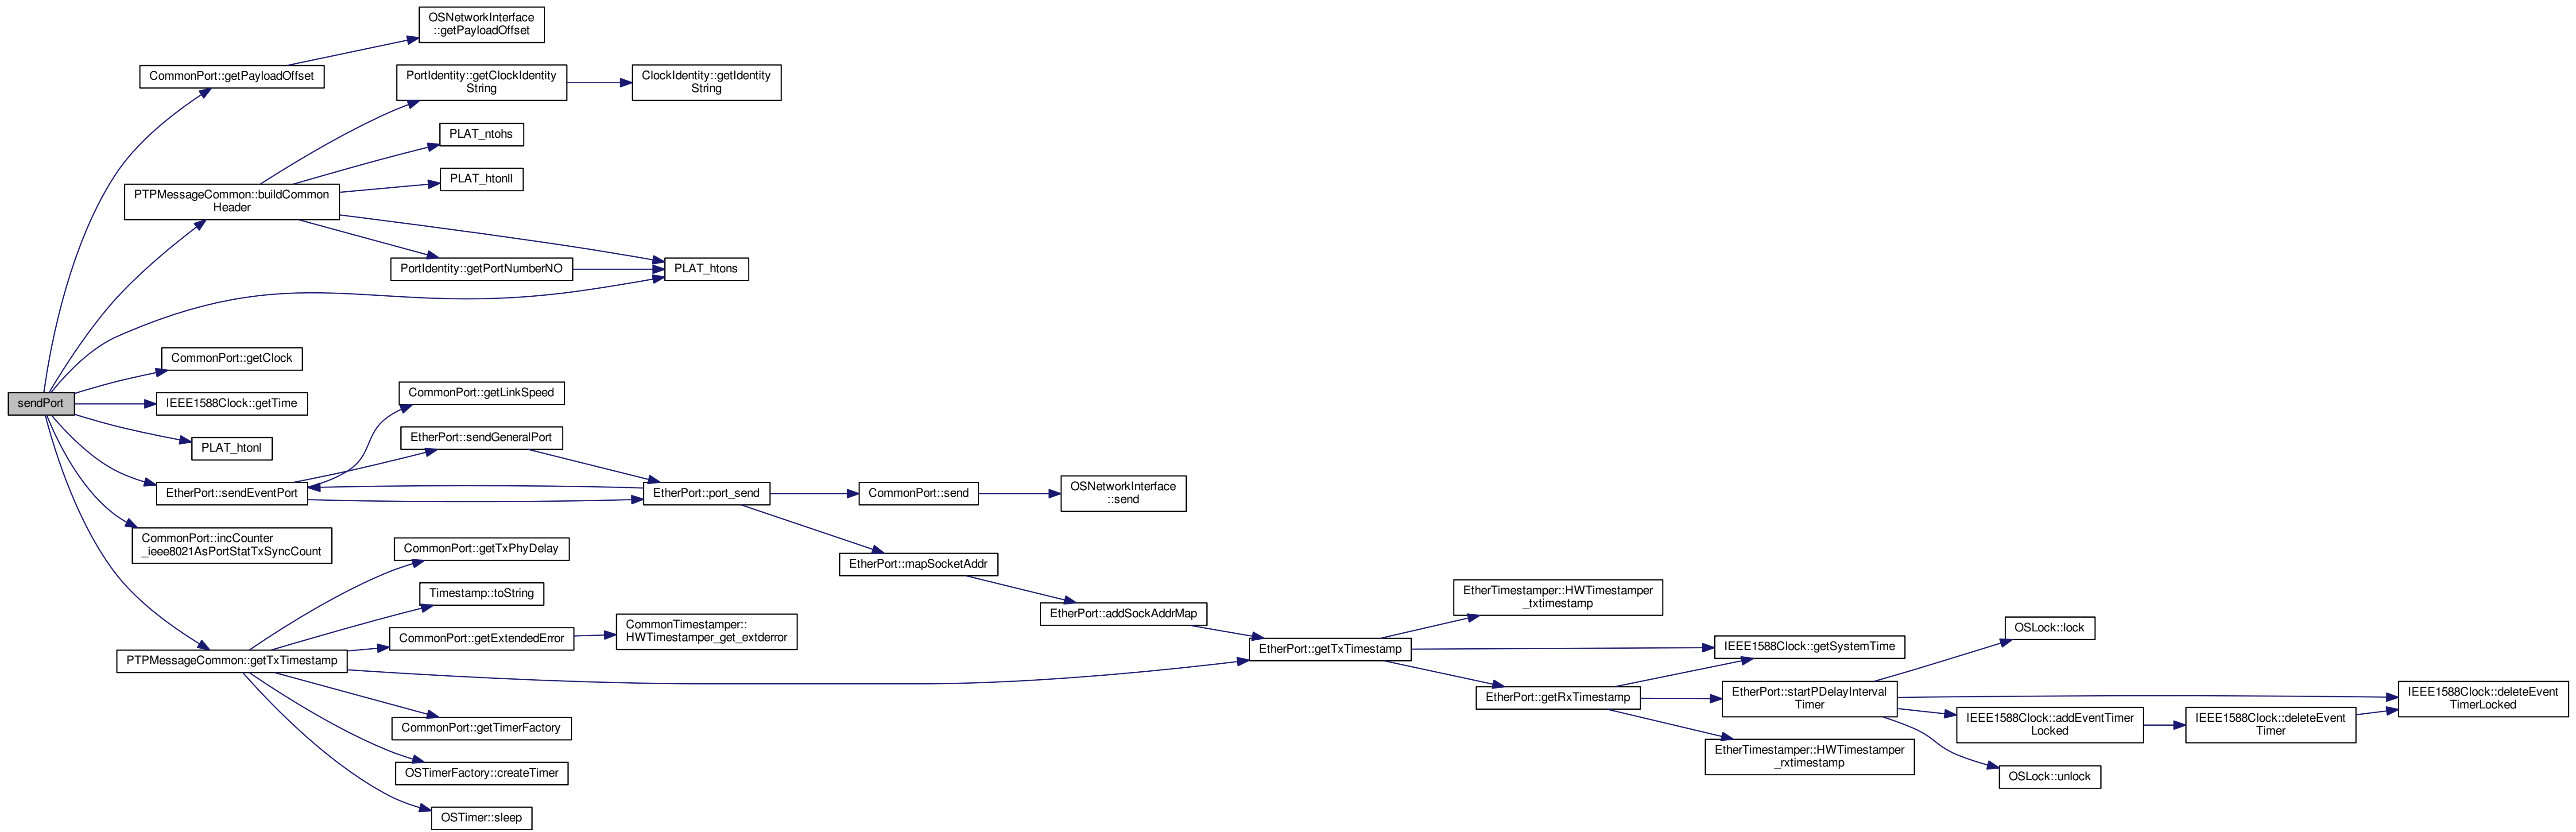 OSNetworkInterface
::getPayloadOffset
CommonPort::getPayloadOffset
PortIdentity::getClockIdentity
String
ClockIdentity::getIdentity
String
PLAT_ntohs
PLAT_htonll
PTPMessageCommon::buildCommon
Header
PortIdentity::getPortNumberNO
PLAT_htons
CommonPort::getClock
CommonPort::getLinkSpeed
sendPort
IEEE1588Clock::getTime
EtherPort::sendGeneralPort
PLAT_htonl
EtherPort::sendEventPort
EtherPort::port_send
CommonPort::send
OSNetworkInterface
::send
CommonPort::incCounter
_ieee8021AsPortStatTxSyncCount
CommonPort::getTxPhyDelay
EtherPort::mapSocketAddr
Timestamp::toString
EtherTimestamper::HWTimestamper
_txtimestamp
EtherPort::addSockAddrMap
CommonPort::getExtendedError
CommonTimestamper::
HWTimestamper_get_extderror
OSLock::lock
PTPMessageCommon::getTxTimestamp
EtherPort::getTxTimestamp
IEEE1588Clock::getSystemTime
EtherPort::getRxTimestamp
EtherPort::startPDelayInterval
Timer
IEEE1588Clock::deleteEvent
TimerLocked
CommonPort::getTimerFactory
IEEE1588Clock::addEventTimer
Locked
IEEE1588Clock::deleteEvent
Timer
EtherTimestamper::HWTimestamper
_rxtimestamp
OSTimerFactory::createTimer
OSLock::unlock
OSTimer::sleep